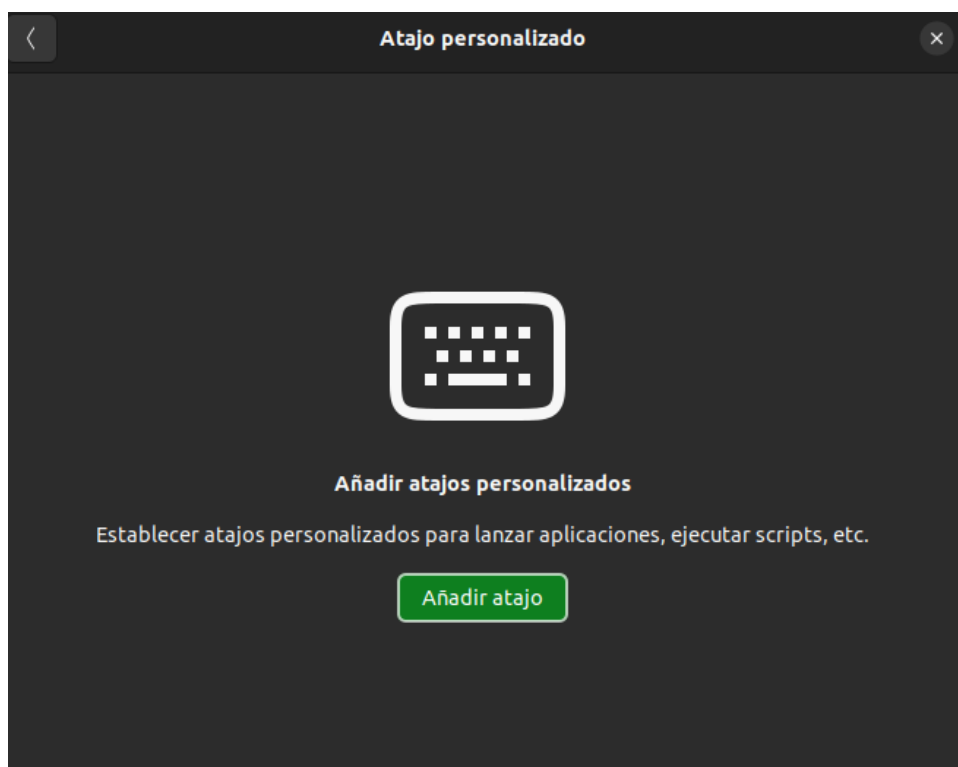 Atajo personalizado
Añadir atajos personalizados
Establecer atajos personalizados para lanzar aplicaciones, ejecutar scripts, etc.
Añadir atajo